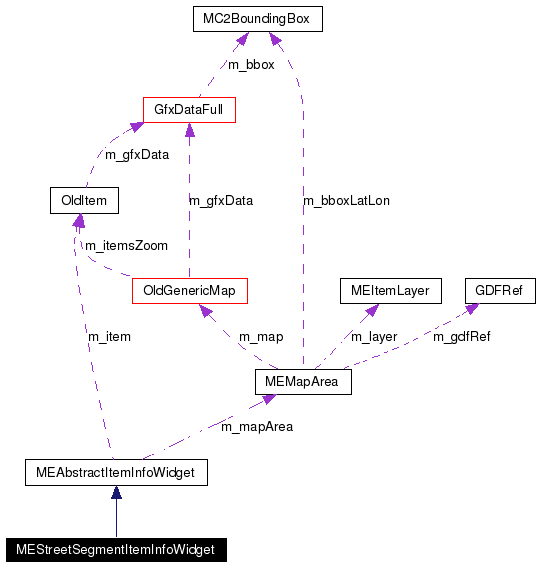 MC2BoundingBox
m_bbox
GfxDataFull
m_gfxData
OldItem
m_gfxData
m_bboxLatLon
m_itemsZoom
OldGenericMap
MEItemLayer
GDFRef
m_item
m_map
m_layer
m_gdfRef
MEMapArea
m_mapArea
MEAbstractItemInfoWidget
MEStreetSegmentItemInfoWidget